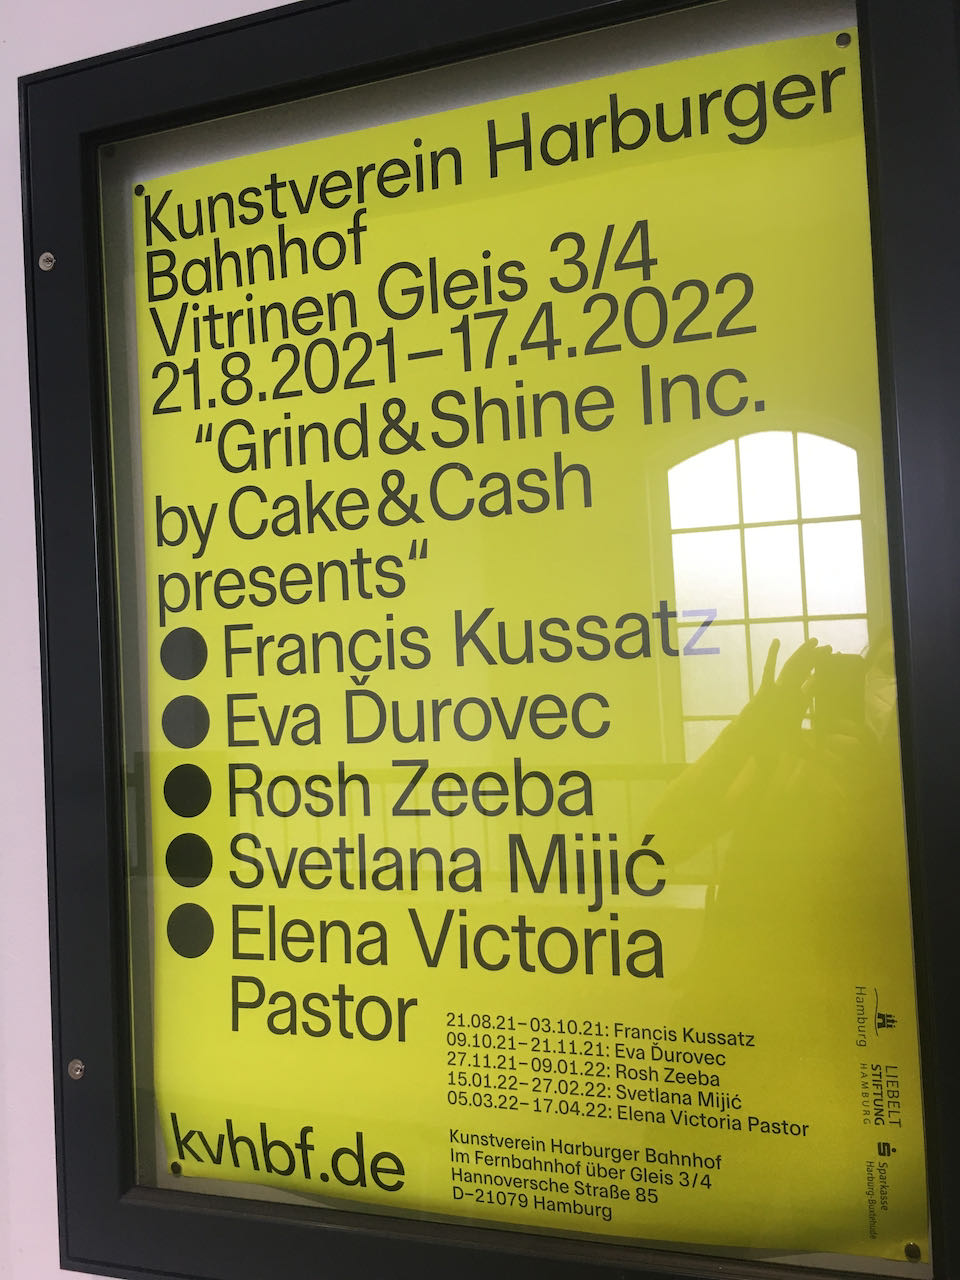 Kunstverein Harburger
Bahnhof
Vitrinen Gleis 3/4
21.8.2021–17.4.2022
“Grind&Shine Inc.
by Cake&Cash
presents“
● Francis Kussatz
● Eva Ďurovec
● Rosh Zeeba
● Svetlana Mijić
● Elena Victoria
Pastor
21.08.21–03.10.21: Francis Kussatz
09.10.21–21.11.21: Eva Ďurovec
27.11.21–09.01.22: Rosh Zeeba
15.01.22–27.02.22: Svetlana Mijić
05.03.22–17.04.22: Elena Victoria Pastor
kvhbf.de
Kunstverein Harburger Bahnhof
Im Fernbahnhof über Gleis 3/4
Hannoversche Straße 85
D–21079 Hamburg
Hamburg
LIEBELT
STIFTUNG
HAMBURG
Sparkasse
Harburg-Buxtehude